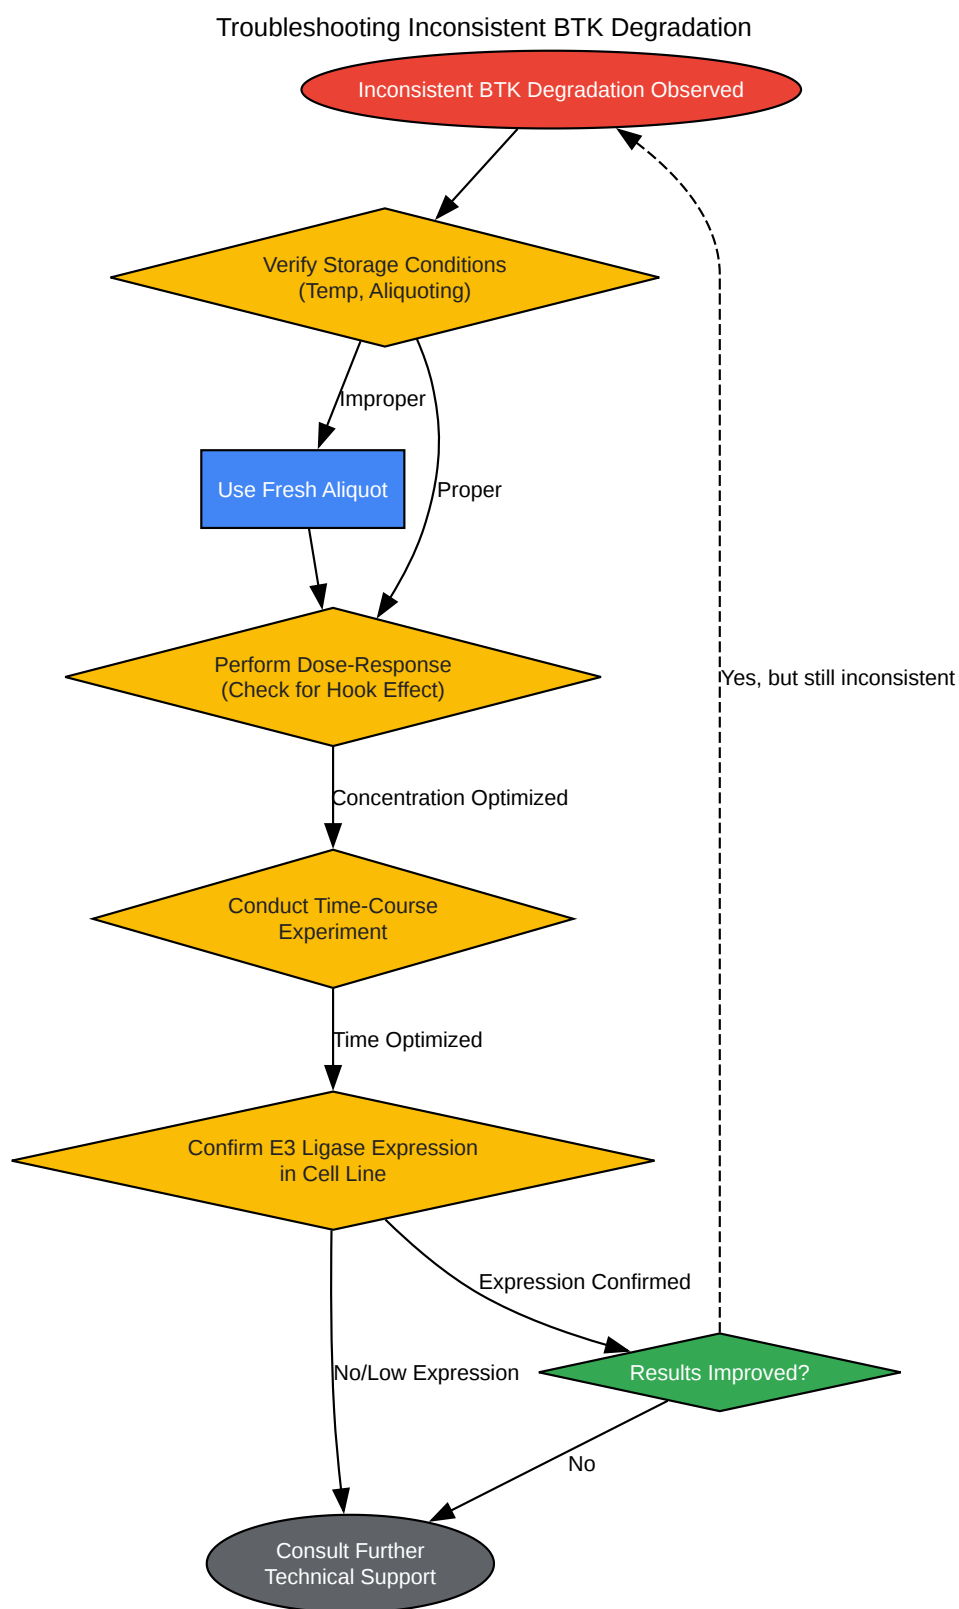 Troubleshooting Inconsistent BTK Degradation
Inconsistent BTK Degradation Observed
Verify Storage Conditions
(Temp, Aliquoting)
Improper
Use Fresh Aliquot
Proper
Perform Dose-Response
(Check for Hook Effect)
Yes, but still inconsistent
Concentration Optimized
Conduct Time-Course
Experiment
Time Optimized
Confirm E3 Ligase Expression
in Cell Line
Expression Confirmed
No/Low Expression
Results Improved?
No
Consult Further
Technical Support